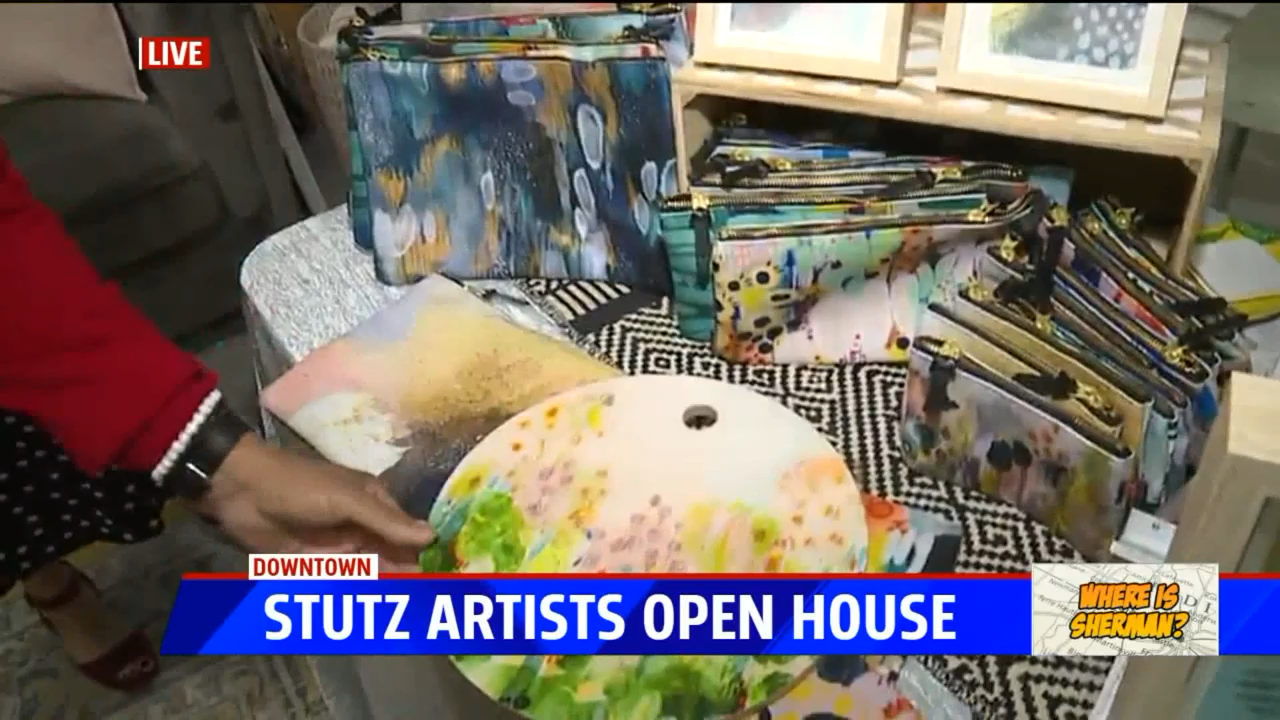 LIVE
DOWNTOWN
STUTZ ARTISTS OPEN HOUSE
WHERE IS
SHERMAN?